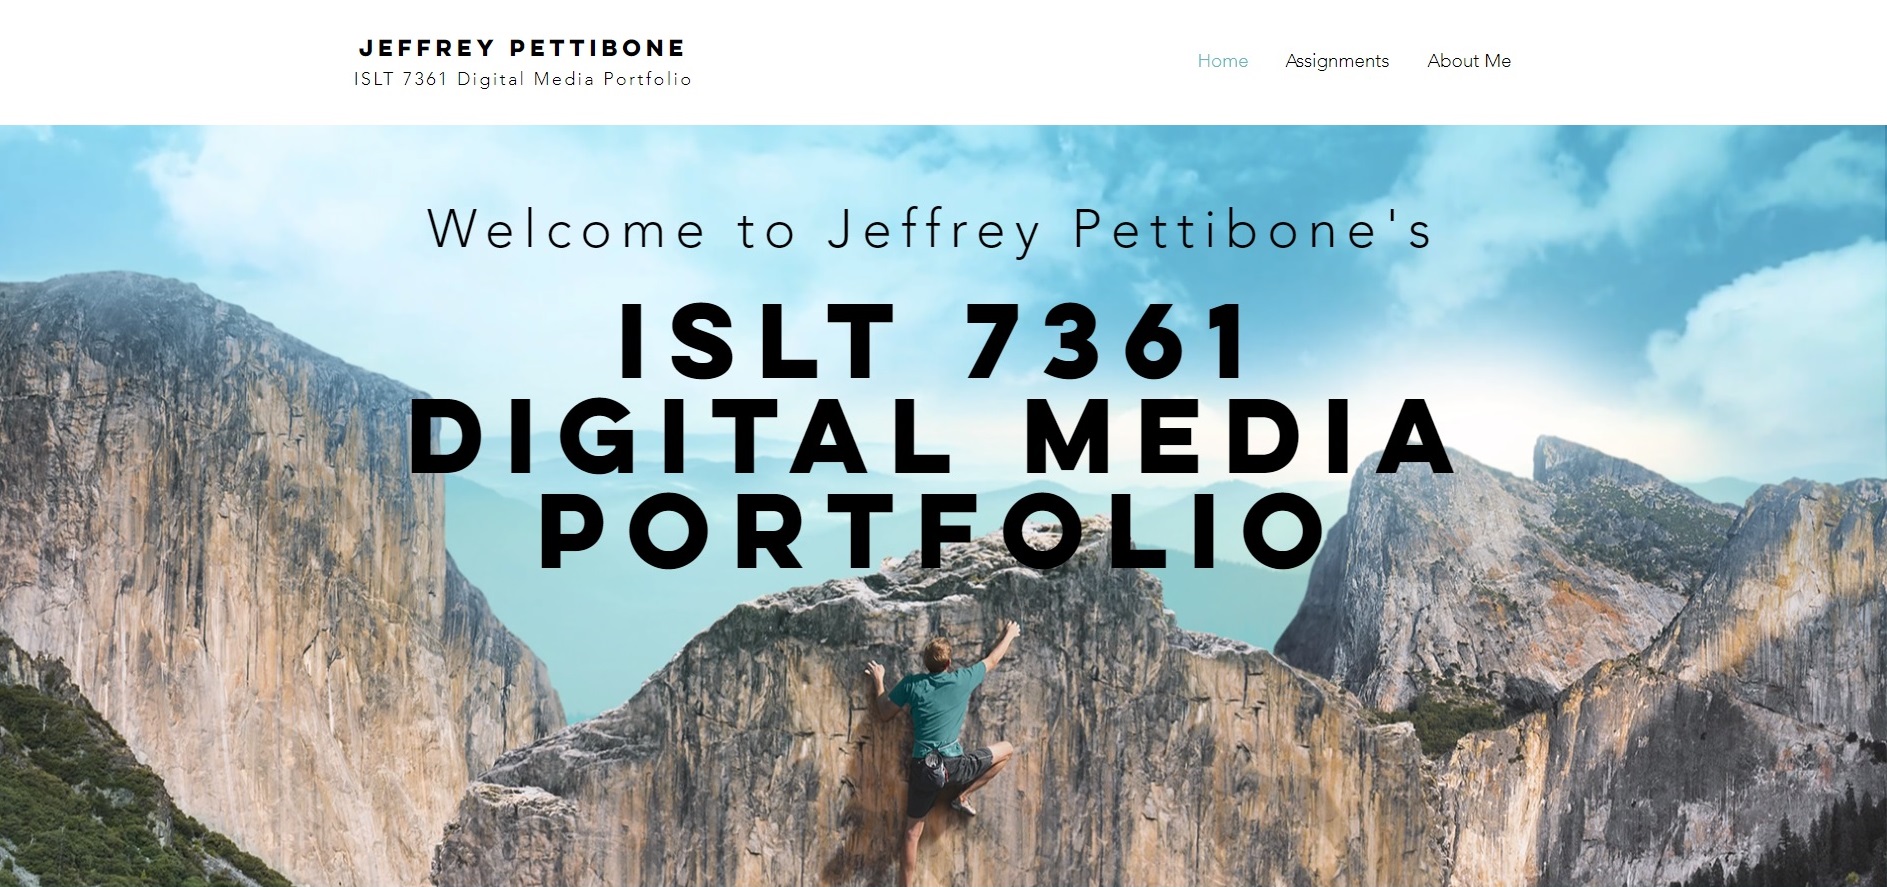 JEFFREY PETTIBONE
ISLT 7361 Digital Media Portfolio
Home Assignments About Me
Welcome to Jeffrey Pettibone's
ISLT 7361
DIGITAL MEDIA
PORTFOLIO